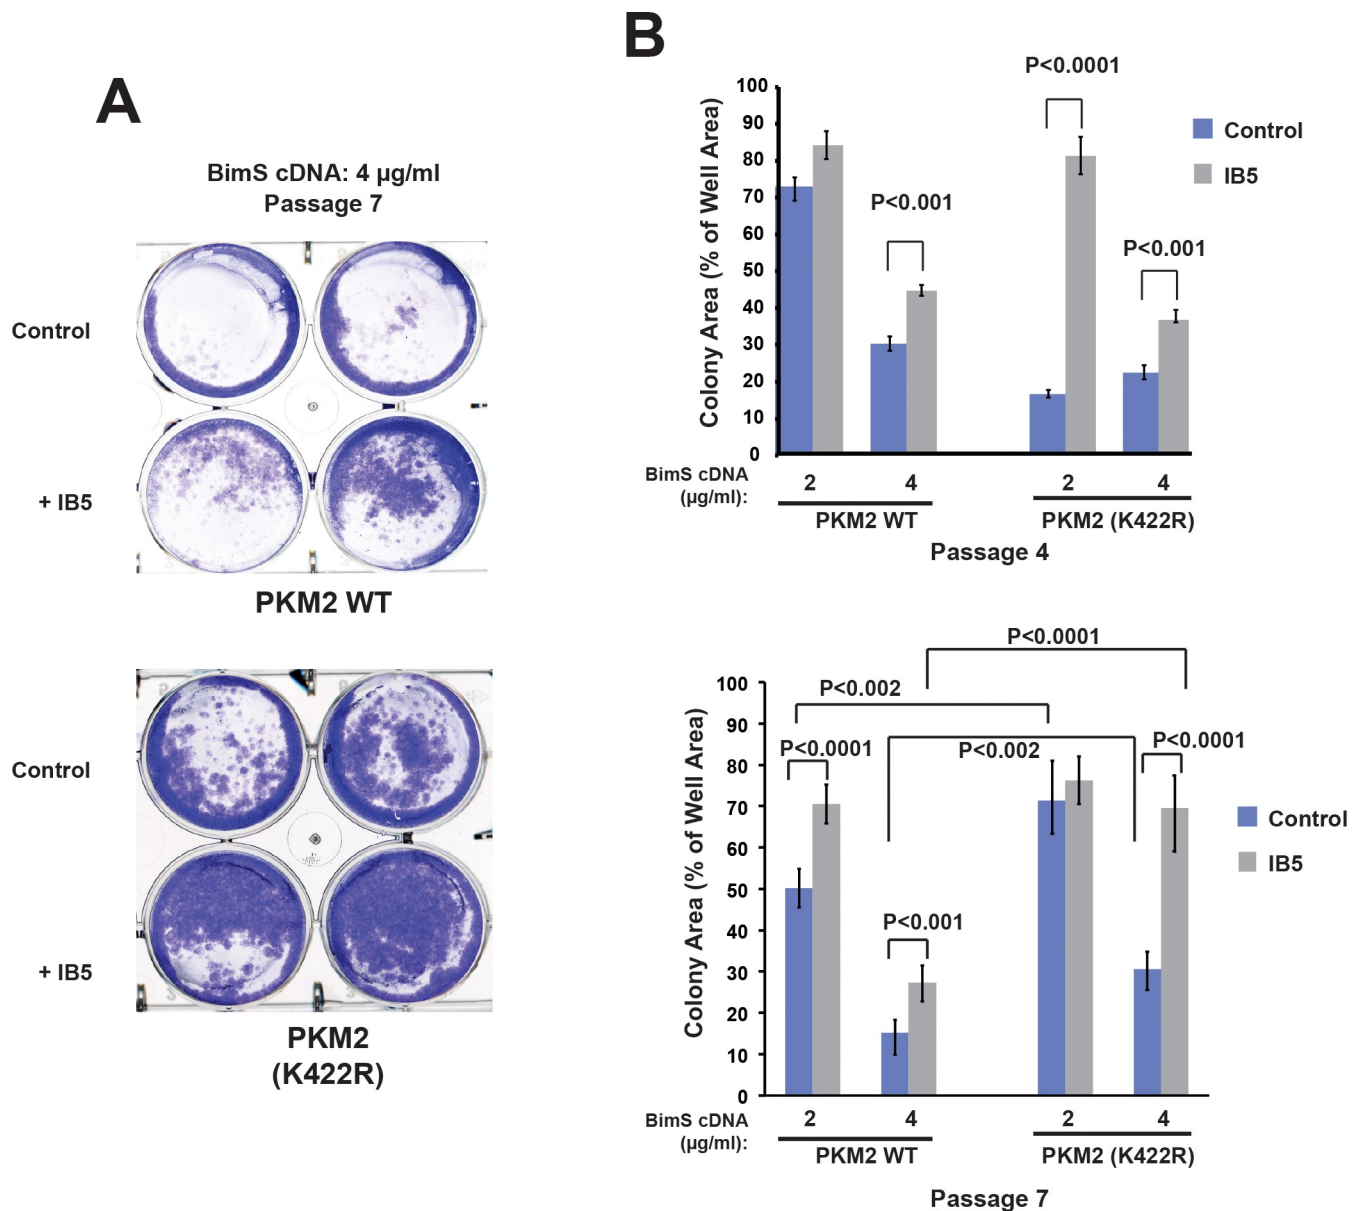 A
BimS cDNA: 4 µg/ml
Passage 7
Control
+ IB5
PKM2 WT
Control
+ IB5
PKM2
(K422R)
B
P<0.0001
P<0.001
P<0.001
Control
IB5
Colony Area (% of Well Area)
100
90
80
70
60
50
40
30
20
10
0
BimS cDNA
(µg/ml):
2
4
2
4
PKM2 WT
PKM2 (K422R)
Passage 4
P<0.0001
P<0.002
P<0.0001
P<0.002
P<0.0001
P<0.001
Control
IB5
Colony Area (% of Well Area)
100
90
80
70
60
50
40
30
20
10
0
BimS cDNA
(µg/ml):
2
4
2
4
PKM2 WT
PKM2 (K422R)
Passage 7